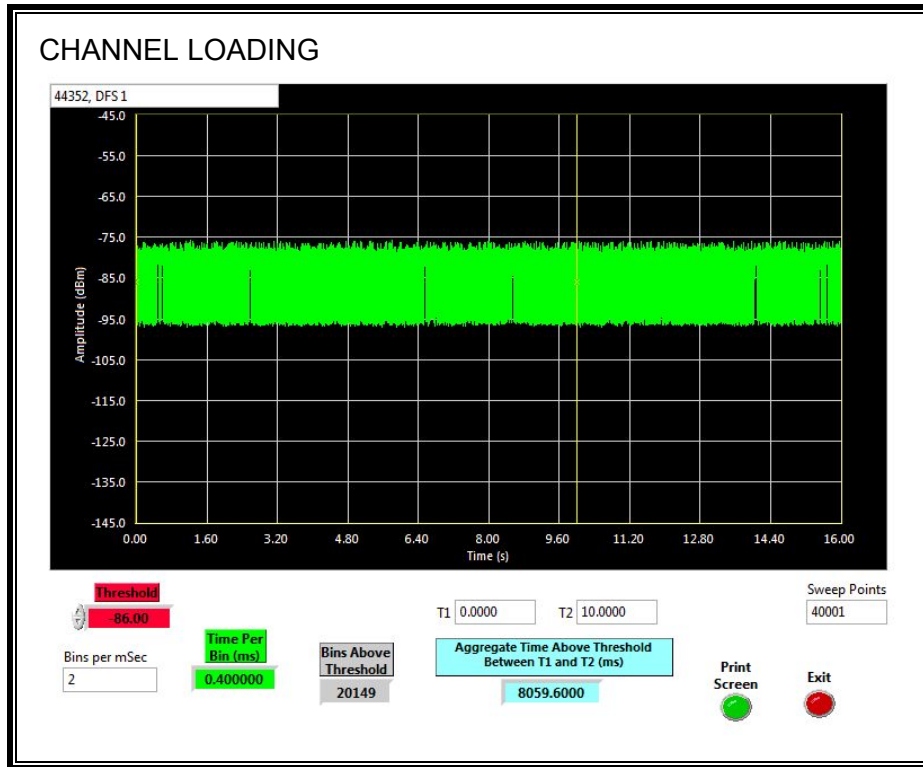 CHANNEL LOADING
44352, DFS 1
-45.0
-55.0
-65.0
-75.0
-85.0
-95.0
-105.0
-115.0
-125.0
-135.0
-145.0
Amplitude (dBm)
0.00 1.60 3.20 4.80 6.40 8.00 9.60 11.20 12.80 14.40 16.00
Time (s)
Threshold
-86.00
Bins per mSec
2
Time Per
Bin (ms)
0.400000
Bins Above
Threshold
20149
T1 0.0000 T2 10.0000
Aggregate Time Above Threshold
Between T1 and T2 (ms)
8059.6000
Sweep Points
40001
Print
Screen
Exit